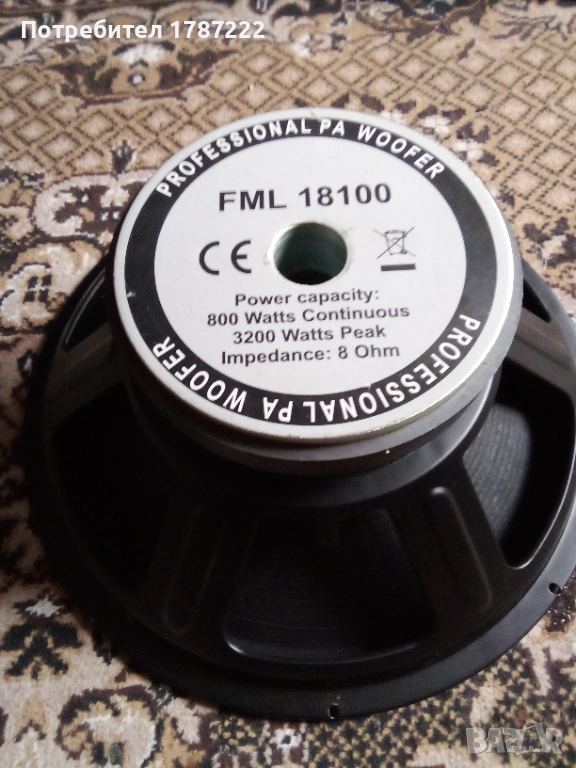 Потребител 1787222
PROFESSIONAL PA WOOFER
FML 18100
CE
Power capacity:
800 Watts Continuous
3200 Watts Peak
Impedance: 8 Ohm
PROFESSIONAL PA WOOFER
BAZAR